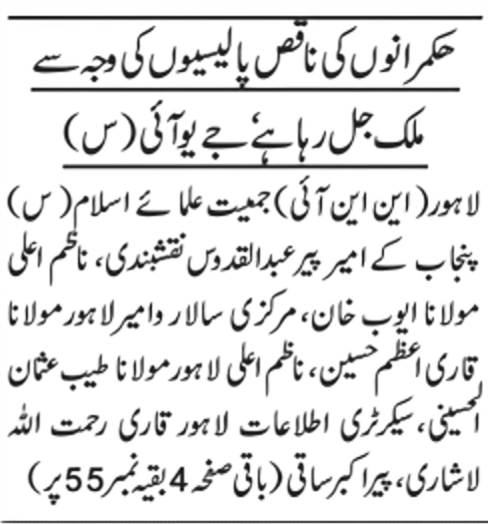 حکمرانوں کی ناقص پالیسیوں کی وجہ سے
ملک جل رہا ہے، جے یو آئی (س)
لاہور (این این آئی) جمعیت علمائے اسلام (س)
پنجاب کے امیر پیر عبدالقدوس نقشبندی، ناظم اعلی
مولانا ایوب خان، مرکزی سالار و امیر لاہور مولانا
قاری اعظم حسین، ناظم اعلی لاہور مولانا طیب عثمان
الحسینی، سیکرٹری اطلاعات لاہور قاری رحمت اللہ
لاشاری، پیر اکبر ساقی (باقی صفحہ 4 بقیہ نمبر 55 پر)